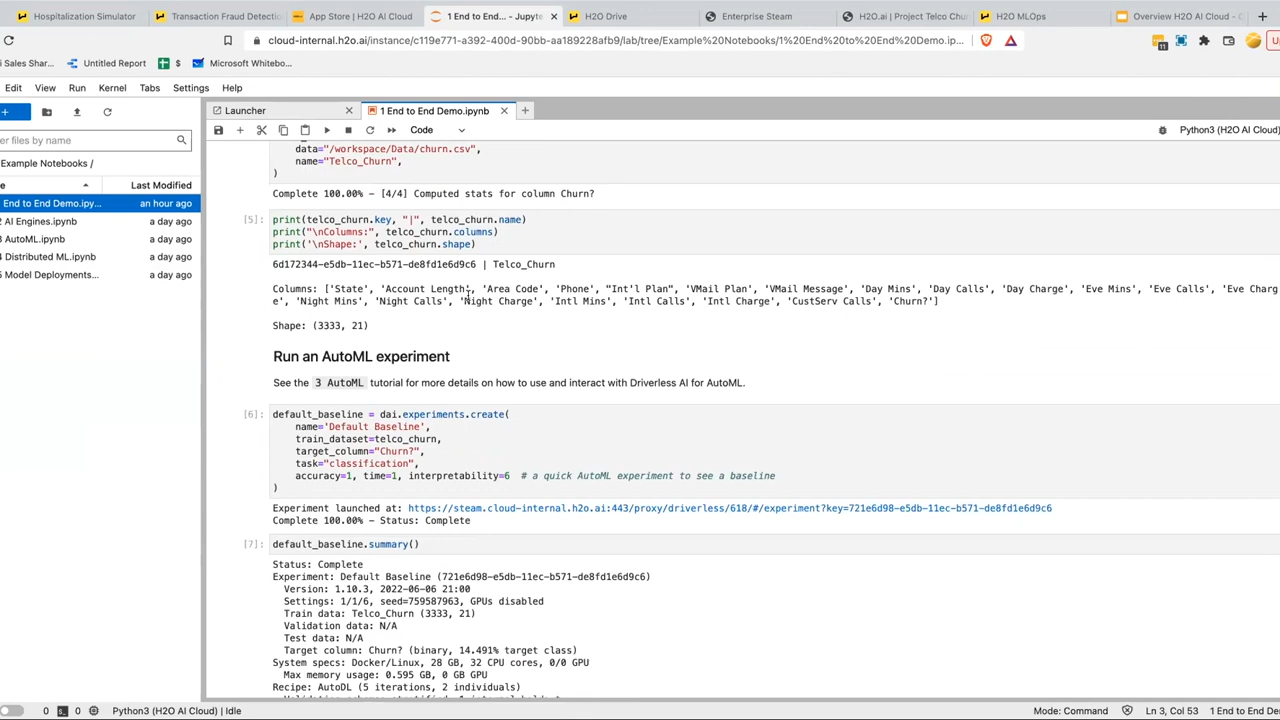 Hospitalization Simulator
Transaction Fraud Detectio
App Store | H2O AI Cloud
1 End to End... - Jupyte
H2O Drive
Enterprise Steam
H2O.ai | Project Telco Chu
H2O MLOps
Overview H2O AI Cloud - G
cloud-internal.h2o.ai/instance/c119e771-a392-400d-90bb-aa189228afb9/lab/tree/Example%20Notebooks/1%20End%20to%20End%20Demo.ip...
11
i Sales Shar...
Untitled Report
$
Microsoft Whitebo...
Edit
View
Run
Kernel
Tabs
Settings
Help
Launcher
1 End to End Demo.ipynb
Code
Python3 (H2O AI Cloud)
er files by name
Example Notebooks /
e
Last Modified
End to End Demo.ipy...
an hour ago
2 AI Engines.ipynb
a day ago
3 AutoML.ipynb
a day ago
4 Distributed ML.ipynb
a day ago
5 Model Deployments...
a day ago
data="/workspace/Data/churn.csv",
name="Telco_Churn",
)
Complete 100.00% - [4/4] Computed stats for column Churn?
[5]:
print(telco_churn.key, "|", telco_churn.name)
print("\nColumns:", telco_churn.columns)
print('\nShape:', telco_churn.shape)
6d172344-e5db-11ec-b571-de8fd1e6d9c6 | Telco_Churn
Columns: ['State', 'Account Length', 'Area Code', 'Phone', "Int'l Plan", 'VMail Plan', 'VMail Message', 'Day Mins', 'Day Calls', 'Day Charge', 'Eve Mins', 'Eve Calls', 'Eve Charg
e', 'Night Mins', 'Night Calls', 'Night Charge', 'Intl Mins', 'Intl Calls', 'Intl Charge', 'CustServ Calls', 'Churn?']
Shape: (3333, 21)
Run an AutoML experiment
See the 3 AutoML tutorial for more details on how to use and interact with Driverless AI for AutoML.
[6]:
default_baseline = dai.experiments.create(
name='Default Baseline',
train_dataset=telco_churn,
target_column="Churn?",
task="classification",
accuracy=1, time=1, interpretability=6 # a quick AutoML experiment to see a baseline
)
Experiment launched at: https://steam.cloud-internal.h2o.ai:443/proxy/driverless/618/#/experiment?key=721e6d98-e5db-11ec-b571-de8fd1e6d9c6
Complete 100.00% - Status: Complete
[7]:
default_baseline.summary()
Status: Complete
Experiment: Default Baseline (721e6d98-e5db-11ec-b571-de8fd1e6d9c6)
Version: 1.10.3, 2022-06-06 21:00
Settings: 1/1/6, seed=759587963, GPUs disabled
Train data: Telco_Churn (3333, 21)
Validation data: N/A
Test data: N/A
Target column: Churn? (binary, 14.491% target class)
System specs: Docker/Linux, 28 GB, 32 CPU cores, 0/0 GPU
Max memory usage: 0.595 GB, 0 GB GPU
Recipe: AutoDL (5 iterations, 2 individuals)
0
0
Python3 (H2O AI Cloud) | Idle
Mode: Command
Ln 3, Col 53
1 End to End De